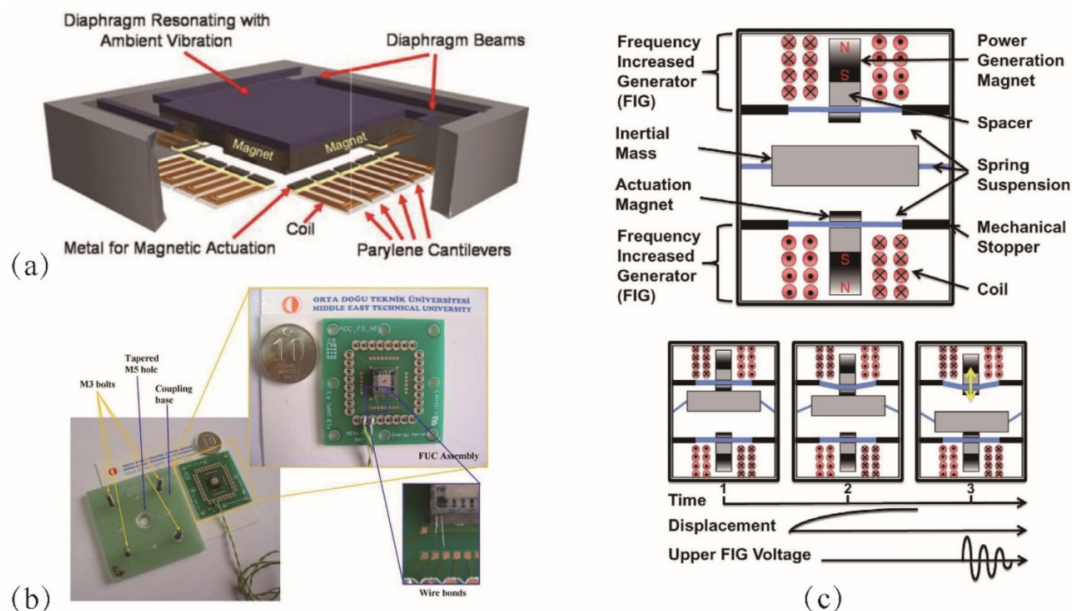 Diaphragm Resonating with
Ambient Vibration
Diaphragm Beams
Magnet
Magnet
Coil
Metal for Magnetic Actuation
Parylene Cantilevers
(a)
ORTA DOĞU TEKNİK ÜNİVERSİTESİ
MIDDLE EAST TECHNICAL UNIVERSITY
10
Tapered
M5 hole
M3 bolts
Coupling
base
FUC Assembly
Wire bonds
(b)
Frequency
Increased
Generator
(FIG)
Inertial
Mass
Actuation
Magnet
Frequency
Increased
Generator
(FIG)
N
S
S
N
Power
Generation
Magnet
Spacer
Spring
Suspension
Mechanical
Stopper
Coil
1
2
3
Time
Displacement
Upper FIG Voltage
(c)